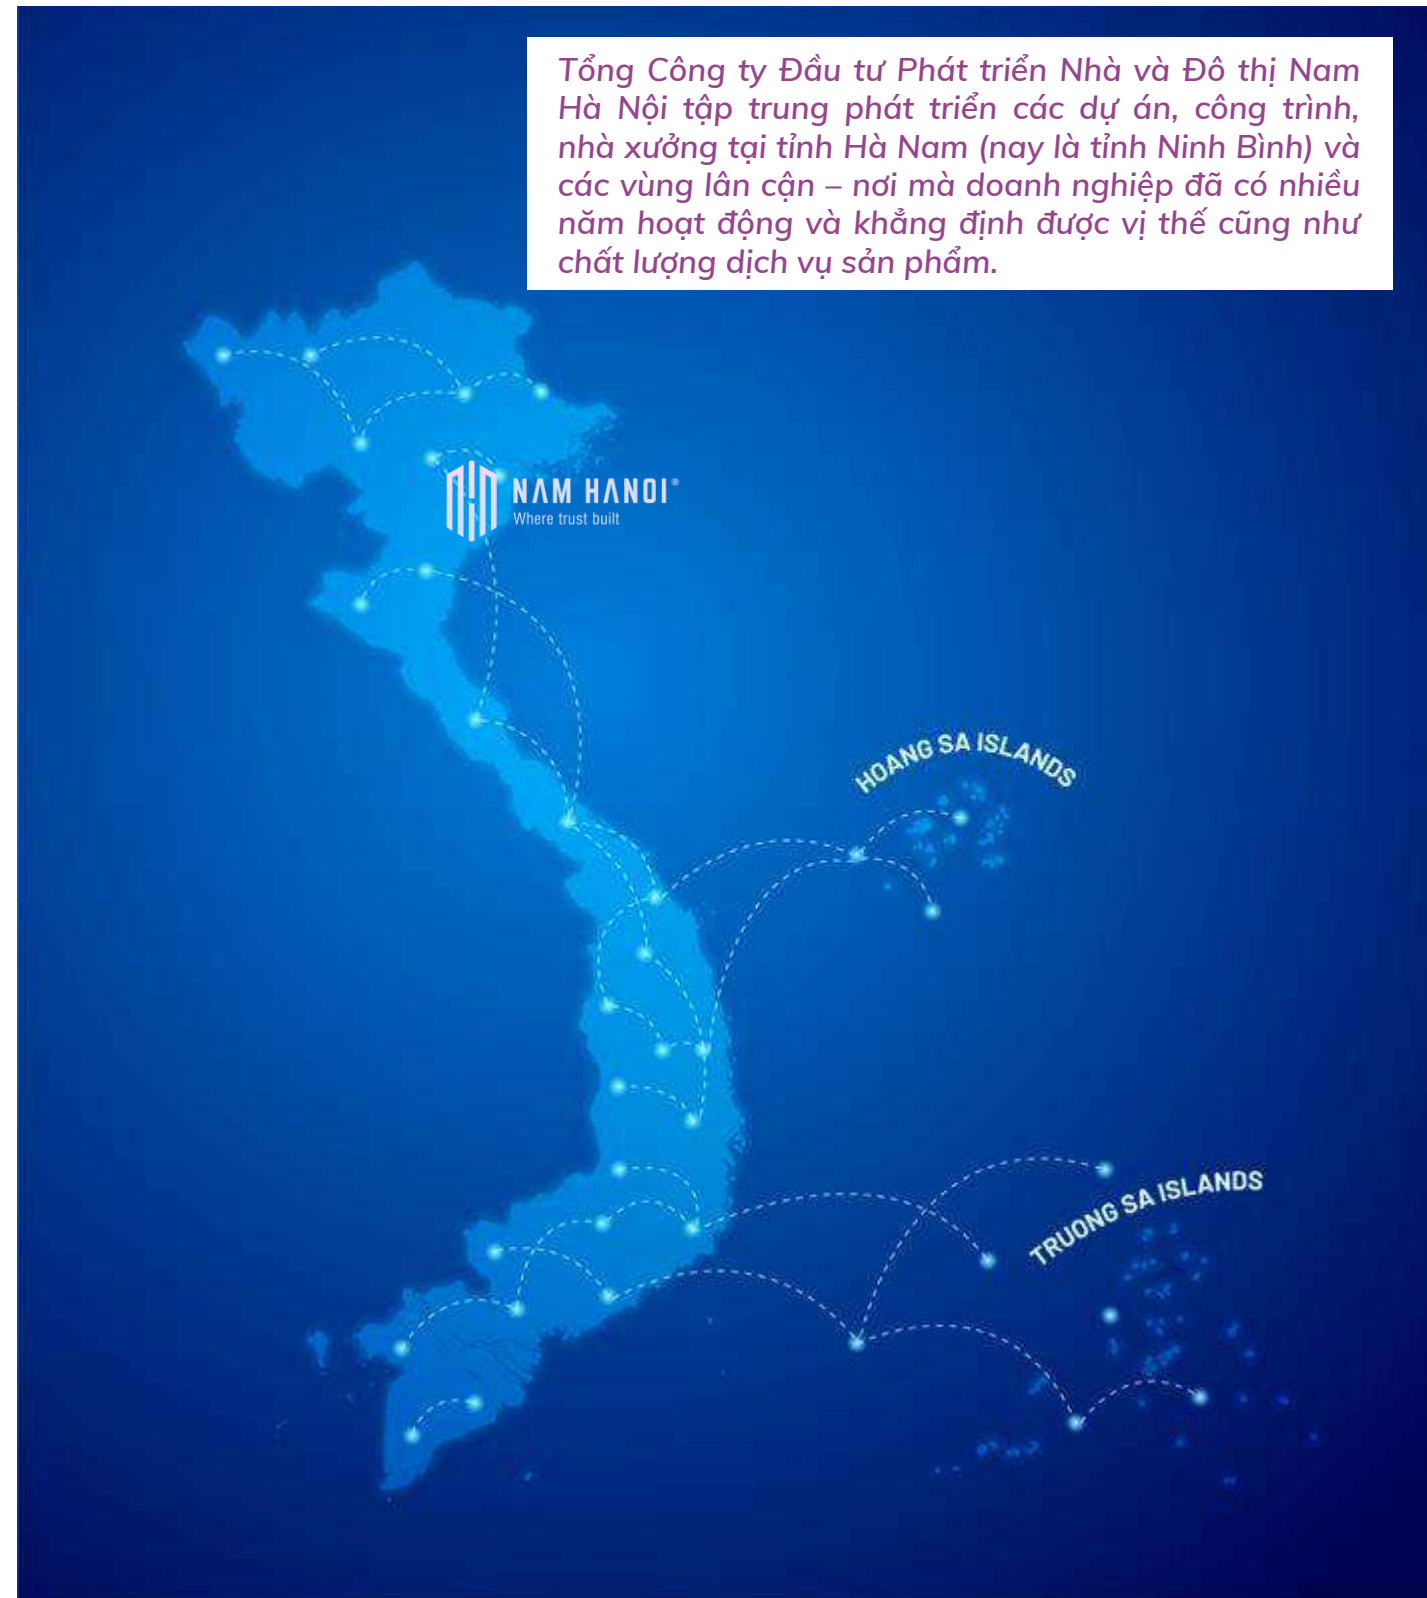 Tổng Công ty Đầu tư Phát triển Nhà và Đô thị Nam
Hà Nội tập trung phát triển các dự án, công trình,
nhà xưởng tại tỉnh Hà Nam (nay là tỉnh Ninh Bình) và
các vùng lân cận – nơi mà doanh nghiệp đã có nhiều
năm hoạt động và khẳng định được vị thế cũng như
chất lượng dịch vụ sản phẩm.
NAM HANOI®
Where trust built
HOANG SA ISLANDS
TRUONG SA ISLANDS